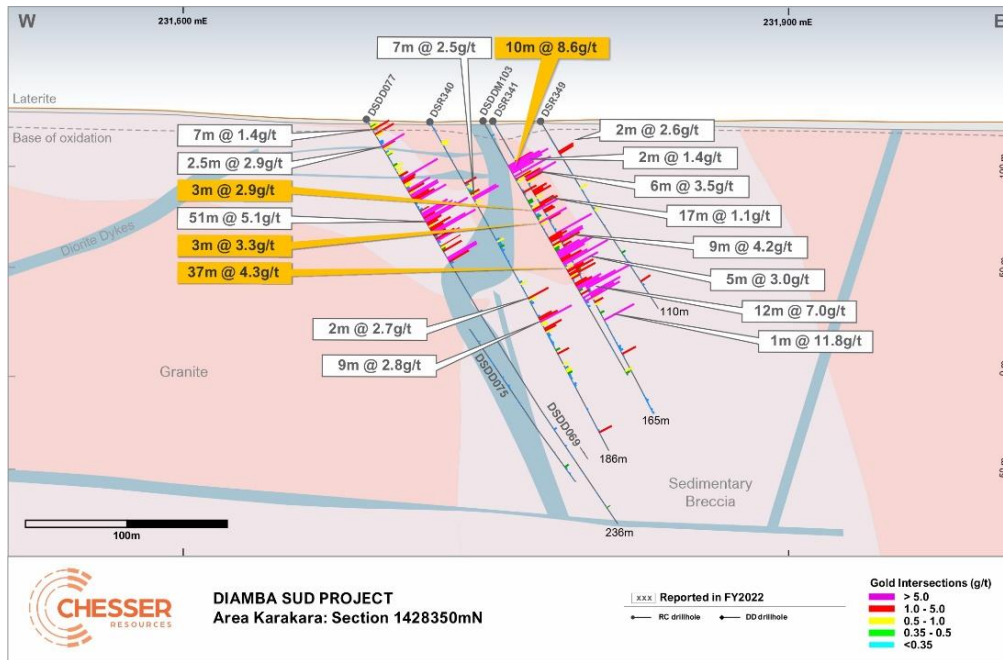 W
231,600 mE
231,900 mE
E
7m @ 2.5g/t
10m @ 8.6g/t
DSDD077
DSR340
DSDDM103
DSR341
DSR349
Laterite
Base of oxidation
7m @ 1.4g/t
2.5m @ 2.9g/t
3m @ 2.9g/t
51m @ 5.1g/t
3m @ 3.3g/t
37m @ 4.3g/t
2m @ 2.6g/t
2m @ 1.4g/t
6m @ 3.5g/t
17m @ 1.1g/t
9m @ 4.2g/t
5m @ 3.0g/t
12m @ 7.0g/t
1m @ 11.8g/t
100m
Dionte Dykes
2m @ 2.7g/t
9m @ 2.8g/t
110m
Granite
DSDD075
DSDD069
165m
186m
236m
Sedimentary
Breccia
100m
CHESSER
RESOURCES
DIAMBA SUD PROJECT
Area Karakara: Section 1428350mN
xxx Reported in FY2022
RC drillhole
DD drillhole
Gold Intersections (g/t)
> 5.0
1.0 - 5.0
0.5 - 1.0
0.35 - 0.5
<0.35